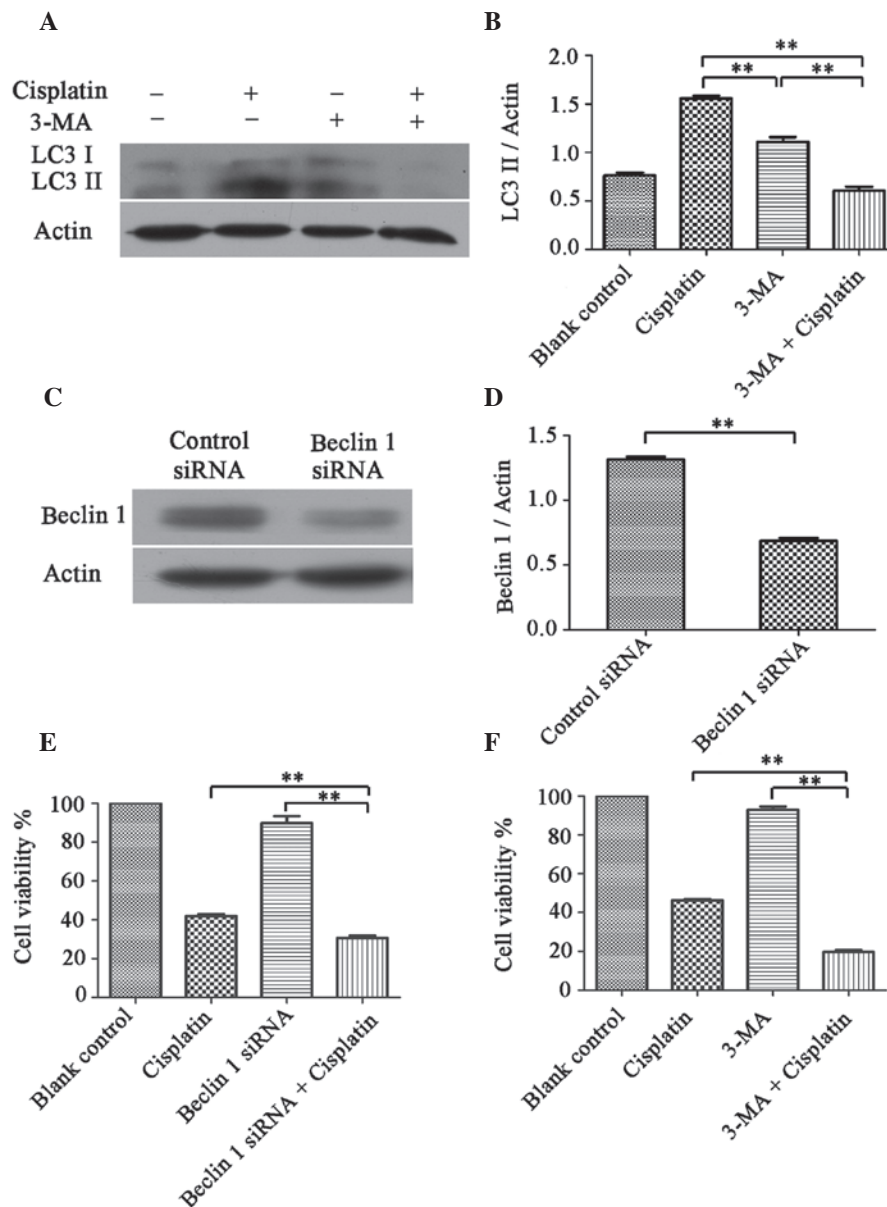 A
Cisplatin – + – +
3-MA – – + +
LC3 I
LC3 II
Actin
B
** 
** **
2.0
1.5
1.0
0.5
0.0
LC3 II / Actin
Blank control
Cisplatin
3-MA
3-MA + Cisplatin
C
Control siRNA
Beclin 1 siRNA
Beclin 1
Actin
D
**
1.5
1.0
0.5
0.0
Beclin 1 / Actin
Control siRNA
Beclin 1 siRNA
E
**
**
100
80
60
40
20
0
Cell viability %
Blank control
Cisplatin
Beclin 1 siRNA
Beclin 1 siRNA + Cisplatin
F
**
**
100
80
60
40
20
0
Cell viability %
Blank control
Cisplatin
3-MA
3-MA + Cisplatin